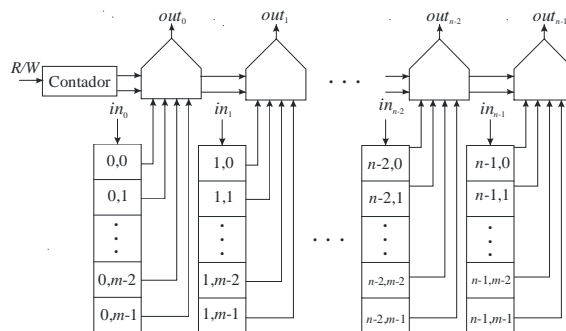 out₀ out₁ outₙ₋₂ outₙ₋₁
R/W Contador . . .
in₀ in₁ inₙ₋₂ inₙ₋₁
0,0 1,0 n-2,0 n-1,0
0,1 1,1 n-2,1 n-1,1
. . .
0,m-2 1,m-2 n-2,m-2 n-1,m-2
0,m-1 1,m-1 n-2,m-1 n-1,m-1